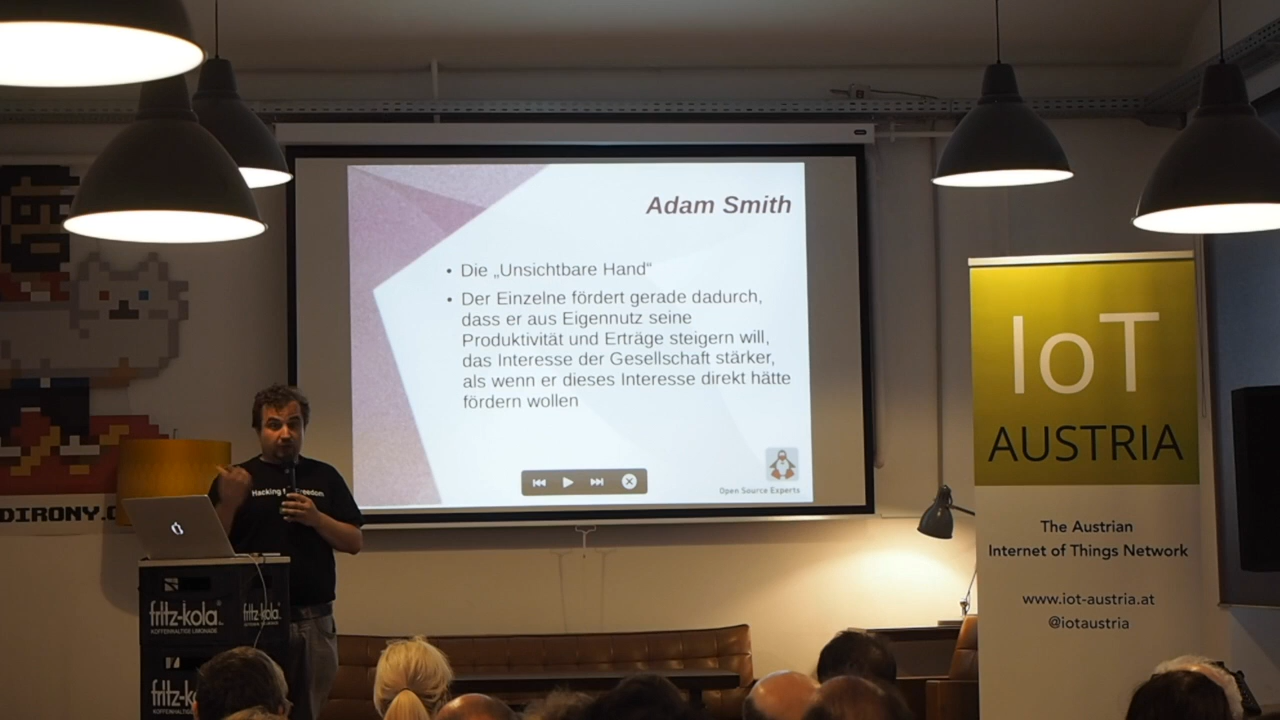 Adam Smith
• Die „Unsichtbare Hand“
• Der Einzelne fördert gerade dadurch,
dass er aus Eigennutz seine
Produktivität und Erträge steigern will,
das Interesse der Gesellschaft stärker,
als wenn er dieses Interesse direkt hätte
fördern wollen
Open Source Experts
IoT
AUSTRIA
The Austrian
Internet of Things Network
www.iot-austria.at
@iotaustria
DIRONY.C
Hacking
fritz-kola
KOFFEINHALTIGE LIMONADE
fritz-kola
fritz-k